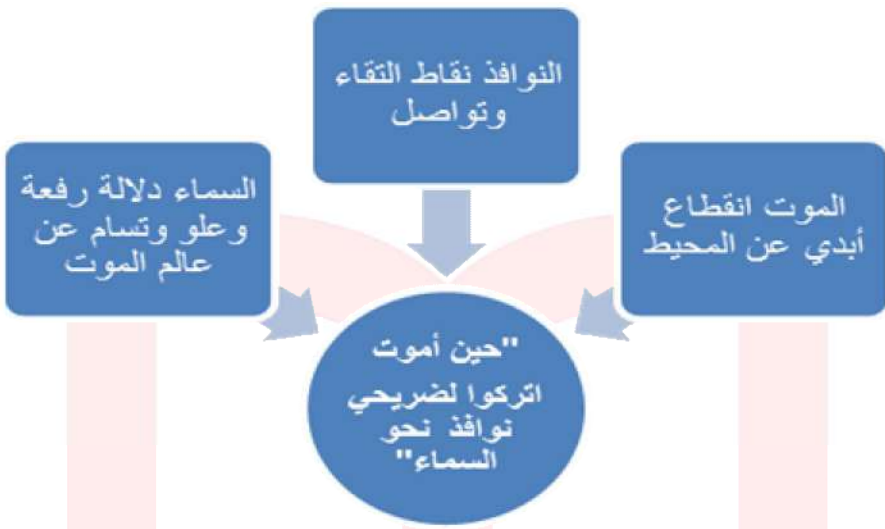 النوافذ نقاط التقاء
وتواصل
الموت انقطاع
أبدي عن المحيط
السماء دلالة رفعة
وعلو وتسام عن
عالم الموت
"حين أموت
اتركوا لضريحي
نوافذ نحو
السماء"